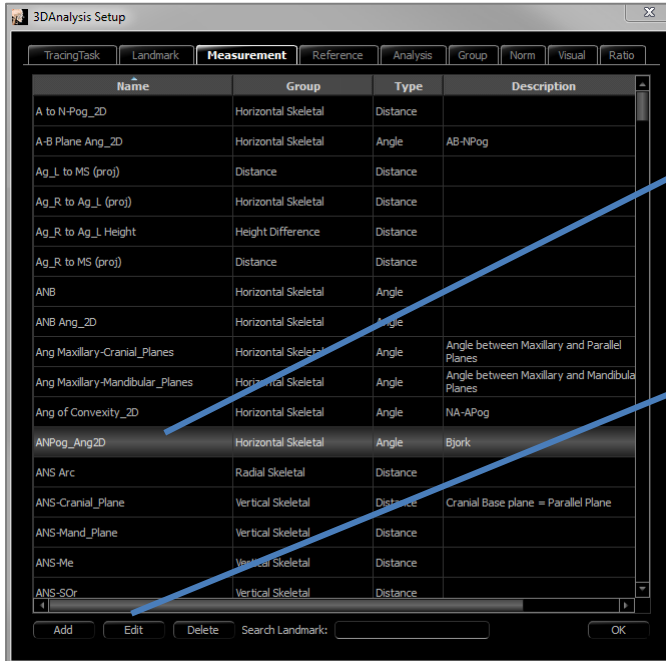 3DAnalysis Setup
TracingTask Landmark Measurement Reference Analysis Group Norm Visual Ratio
Name Group Type Description
A to N-Pog_2D Horizontal Skeletal Distance
A-B Plane Ang_2D Horizontal Skeletal Angle AB-NPog
Ag_L to MS (proj) Distance Distance
Ag_R to Ag_L (proj) Horizontal Skeletal Distance
Ag_R to Ag_L Height Height Difference Distance
Ag_R to MS (proj) Distance Distance
ANB Horizontal Skeletal Angle
ANB Ang_2D Horizontal Skeletal Angle
Ang Maxillary-Cranial_Planes Horizontal Skeletal Angle Angle between Maxillary and Parallel
Planes
Ang Maxillary-Mandibular_Planes Horizontal Skeletal Angle Angle between Maxillary and Mandibula
Planes
Ang of Convexity_2D Horizontal Skeletal Angle NA-APog
ANPog_Ang2D Horizontal Skeletal Angle Bjork
ANS Arc Radial Skeletal Distance
ANS-Cranial_Plane Vertical Skeletal Distance Cranial Base plane = Parallel Plane
ANS-Mand_Plane Vertical Skeletal Distance
ANS-Me Vertical Skeletal Distance
ANS-SOr Vertical Skeletal Distance
Add Edit Delete Search Landmark: OK